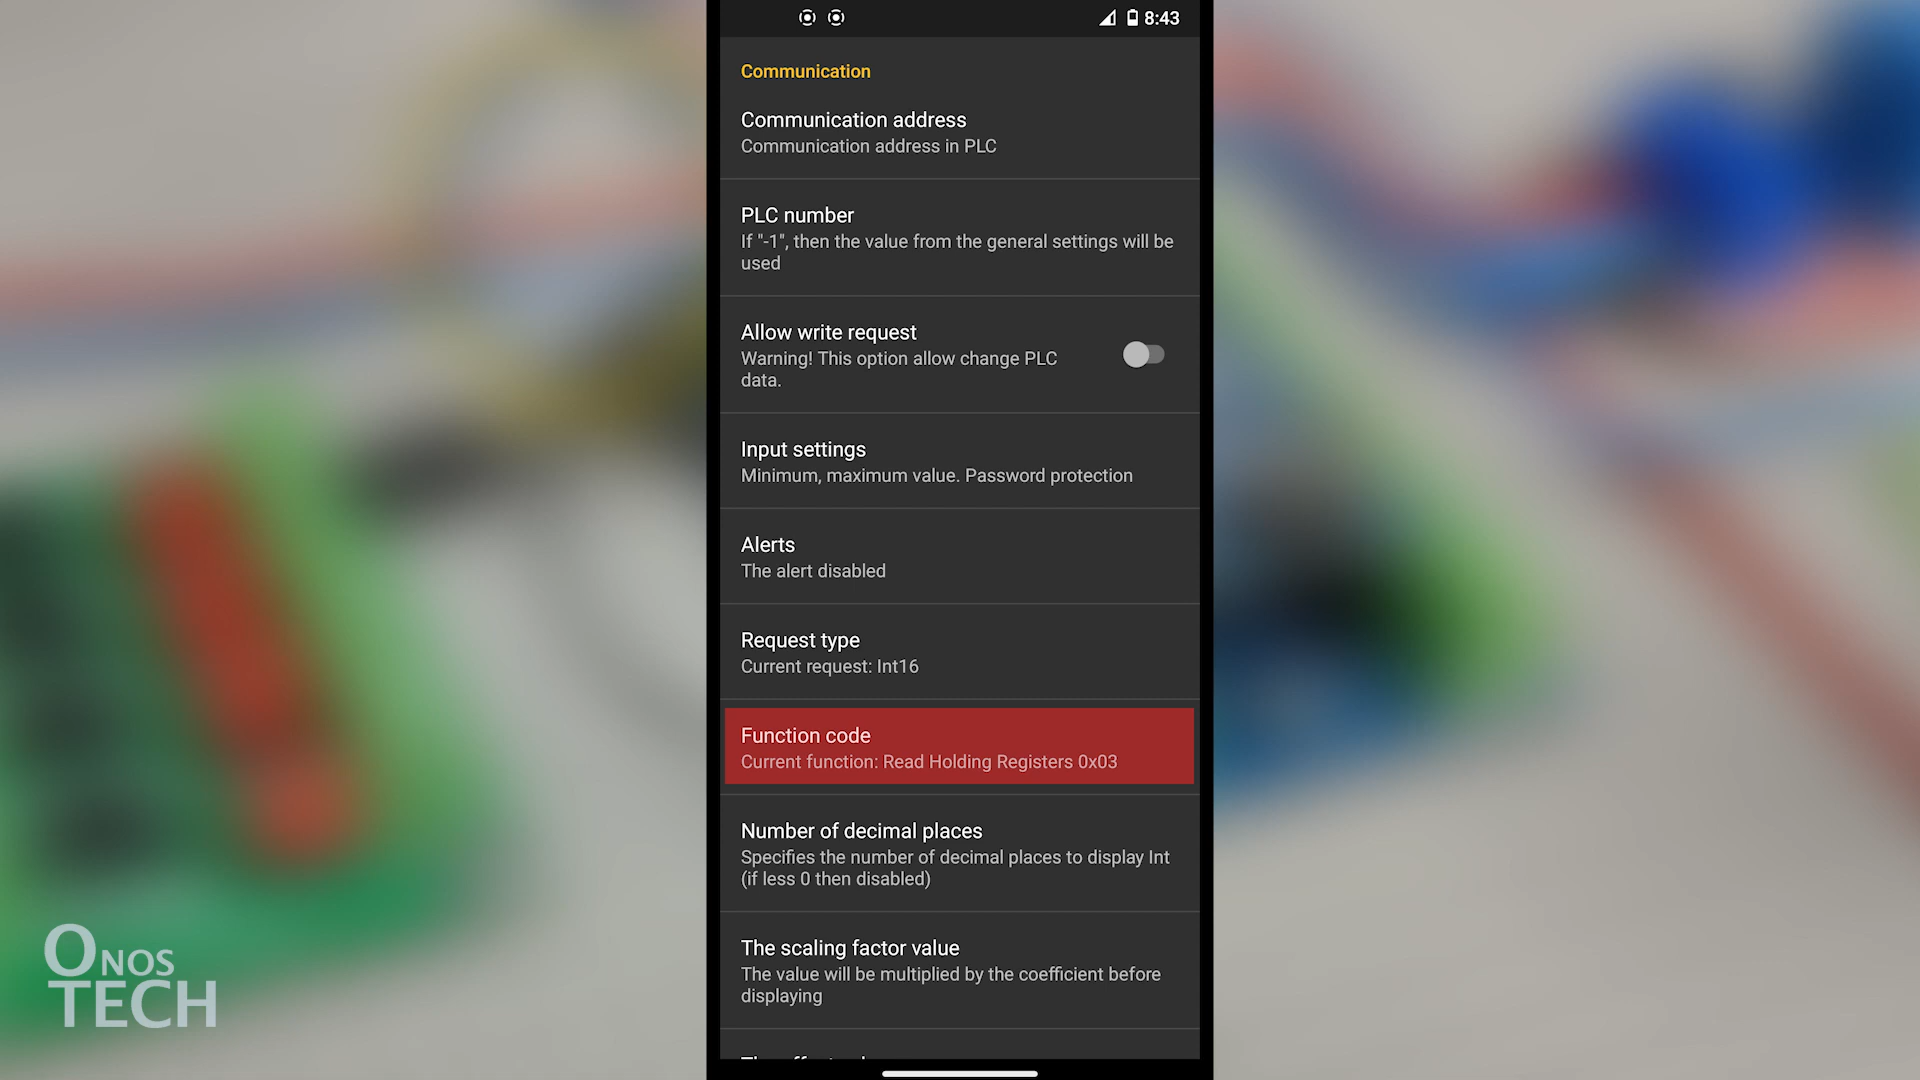 8:43
Communication
Communication address
Communication address in PLC
PLC number
If "-1", then the value from the general settings will be
used
Allow write request
Warning! This option allow change PLC
data.
Input settings
Minimum, maximum value. Password protection
Alerts
The alert disabled
Request type
Current request: Int16
Function code
Current function: Read Holding Registers 0x03
Number of decimal places
Specifies the number of decimal places to display Int
(if less 0 then disabled)
The scaling factor value
The value will be multiplied by the coefficient before
displaying
ONOS
TECH